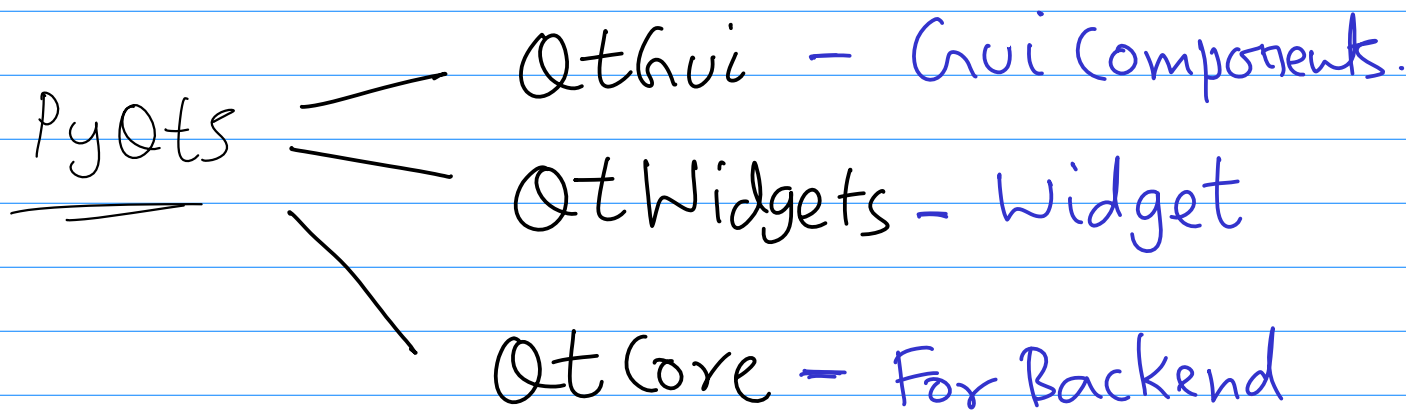 QtGui - Gui Components.
PyQt5
QtWidgets - Widget
QtCore - For Backend